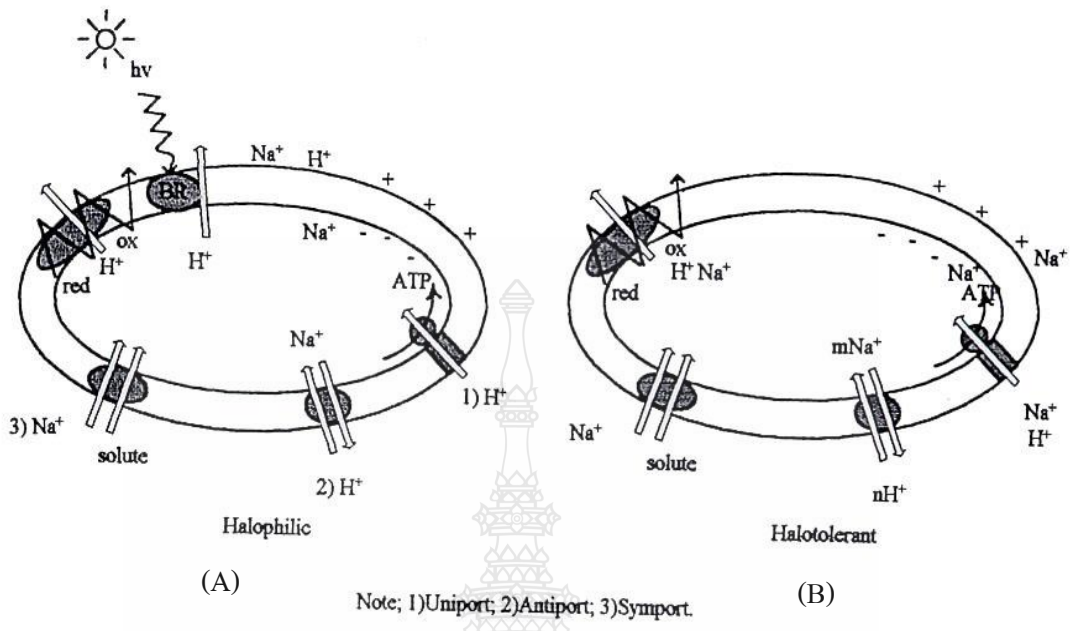 hv
Na⁺ H⁺
BR
+
+
+
Na⁺
- - -
ox
H⁺
H⁺
red
ATP
Na⁺
1) H⁺
3) Na⁺
solute
2) H⁺
Halophilic
(A)
+
+
+
Na⁺
- - -
ox
H⁺ Na⁺
red
Na⁺
ATP
mNa⁺
Na⁺
H⁺
Na⁺
solute
nH⁺
Halotolerant
(B)
Note; 1)Uniport; 2)Antiport; 3)Symport.